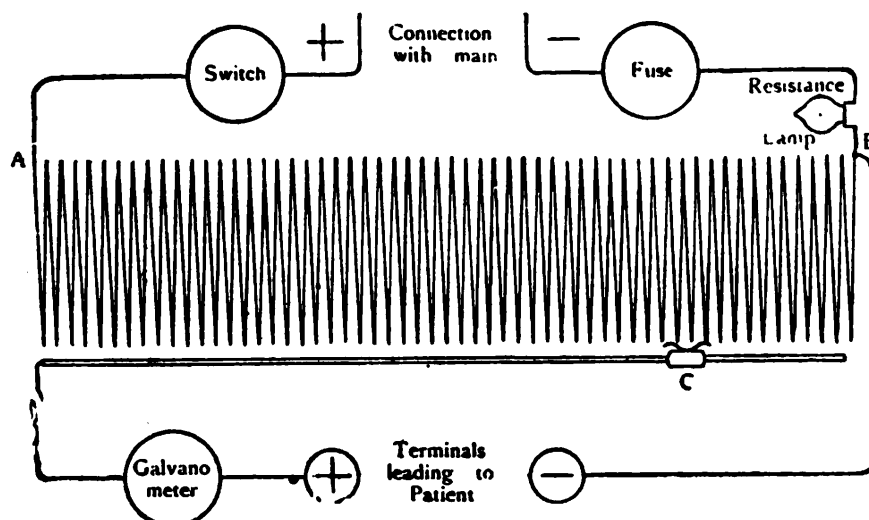 +
Connection
with main
−
Switch
Fuse
Resistance
Lamp
A
B
C
Galvano
meter
+
Terminals
leading to
Patient
−